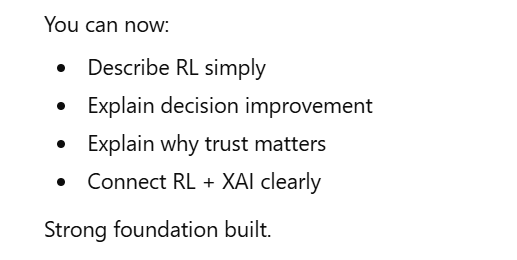 You can now:
• Describe RL simply
• Explain decision improvement
• Explain why trust matters
• Connect RL + XAI clearly
Strong foundation built.